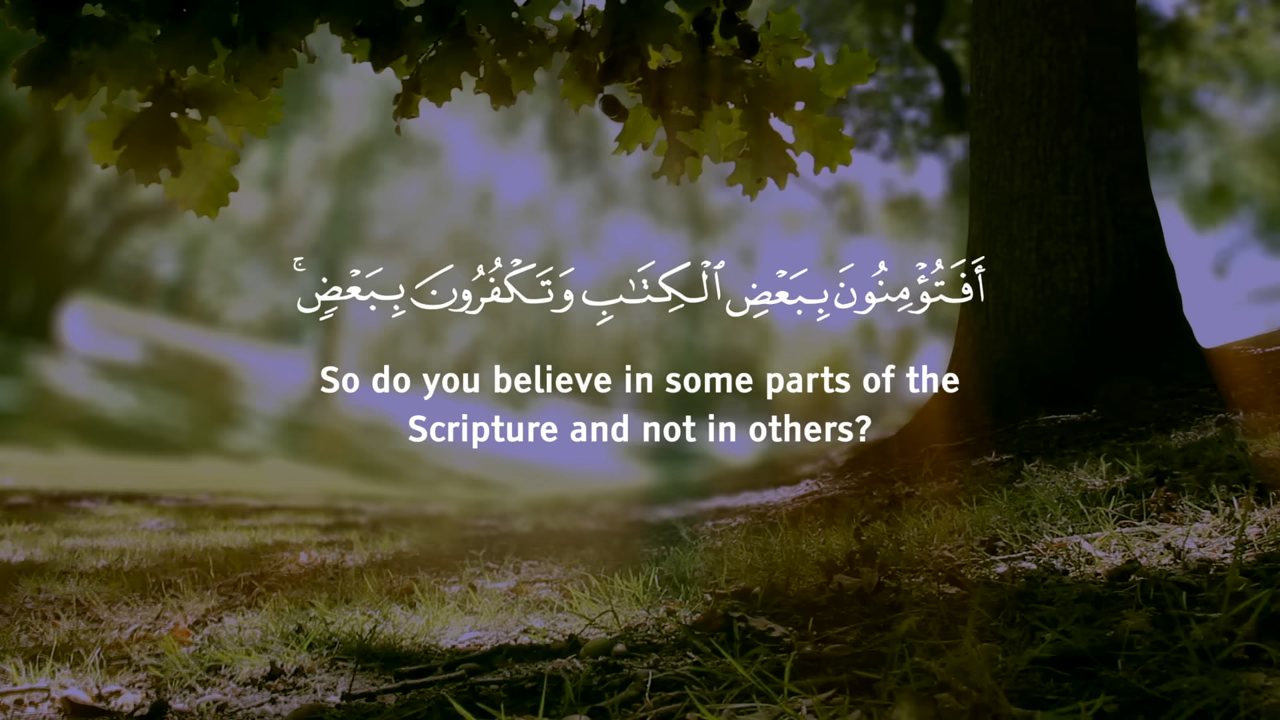 أَفَتُؤْمِنُونَ بِبَعْضِ ٱلْكِتَـٰبِ وَتَكْفُرُونَ بِبَعْضٍۢ ۚ
So do you believe in some parts of the
Scripture and not in others?